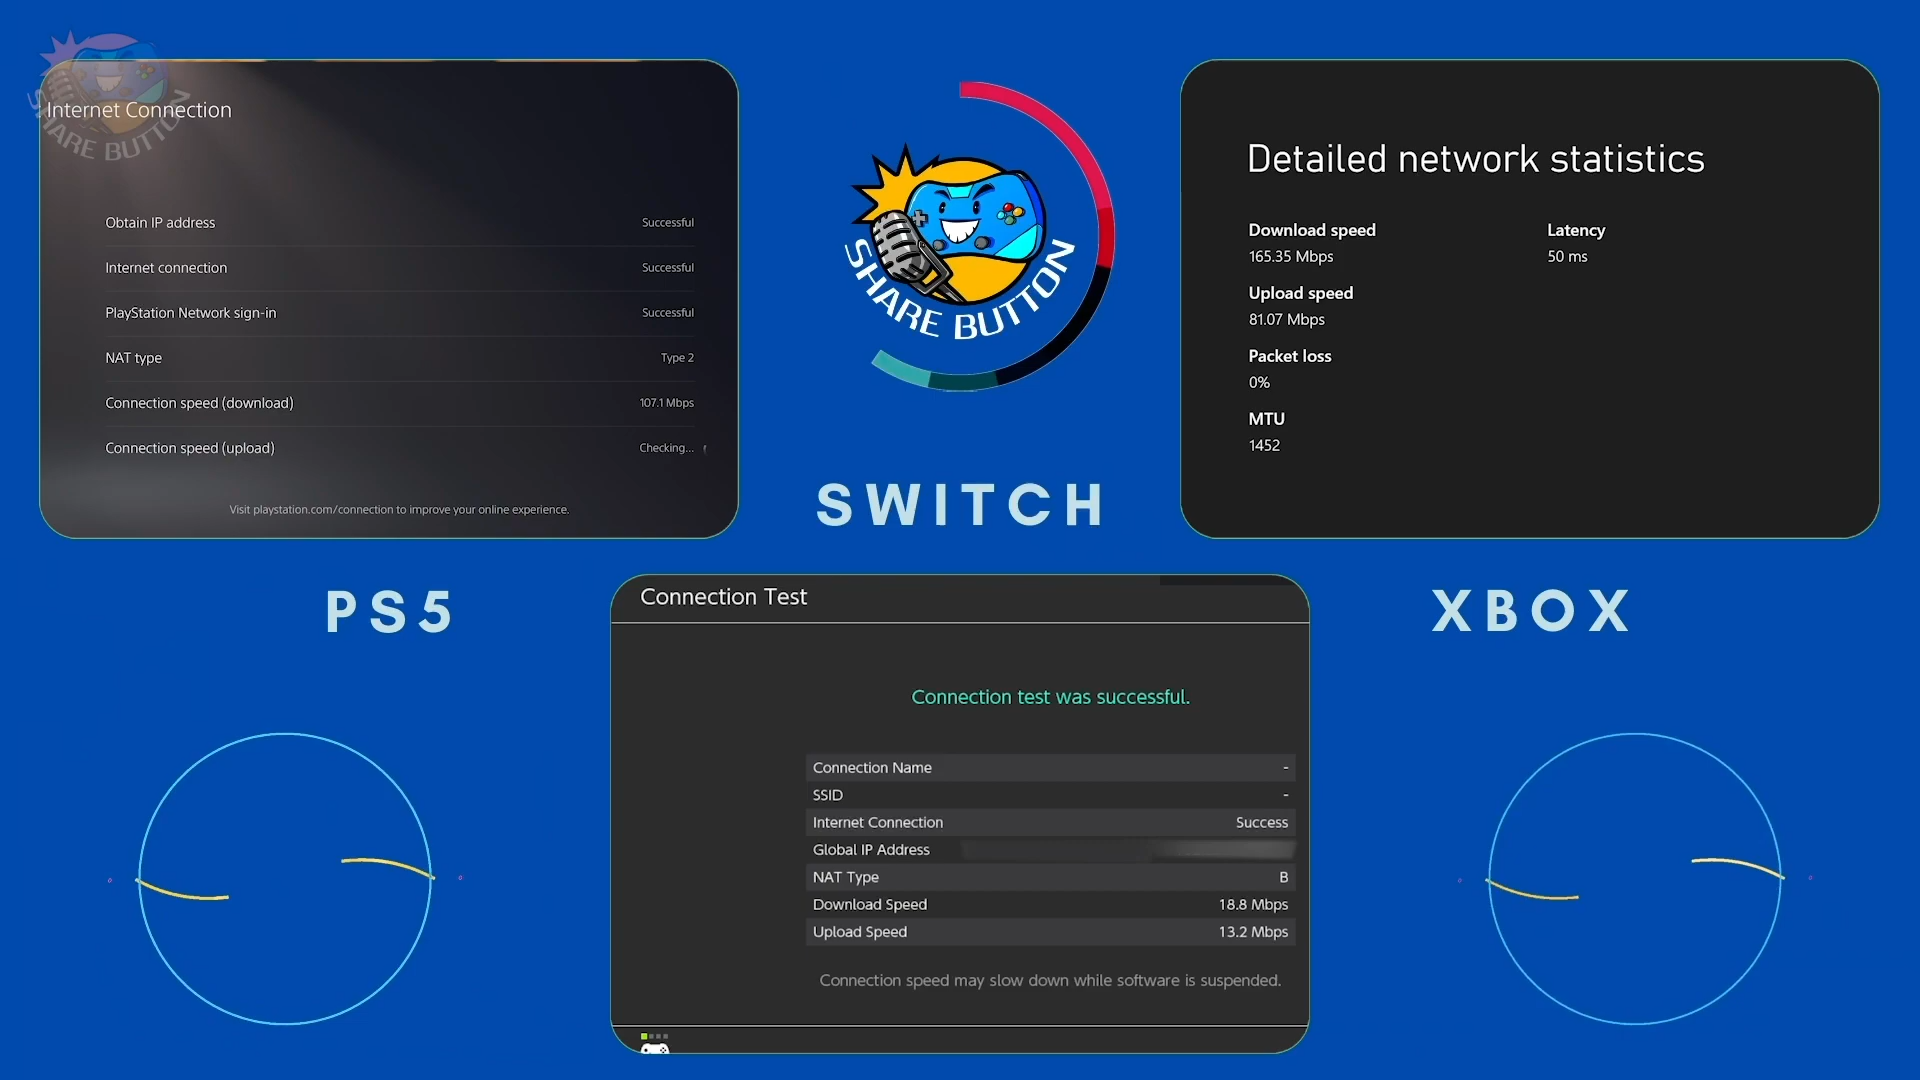 SHARE BUTTON
Internet Connection
Obtain IP address Successful
Internet connection Successful
PlayStation Network sign-in Successful
NAT type Type 2
Connection speed (download) 107.1 Mbps
Connection speed (upload) Checking...
Visit playstation.com/connection to improve your online experience.
SHARE BUTTON
SWITCH
Detailed network statistics
Download speed Latency
165.35 Mbps 50 ms
Upload speed
81.07 Mbps
Packet loss
0%
MTU
1452
PS5
XBOX
Connection Test
Connection test was successful.
Connection Name -
SSID -
Internet Connection Success
Global IP Address
NAT Type B
Download Speed 18.8 Mbps
Upload Speed 13.2 Mbps
Connection speed may slow down while software is suspended.